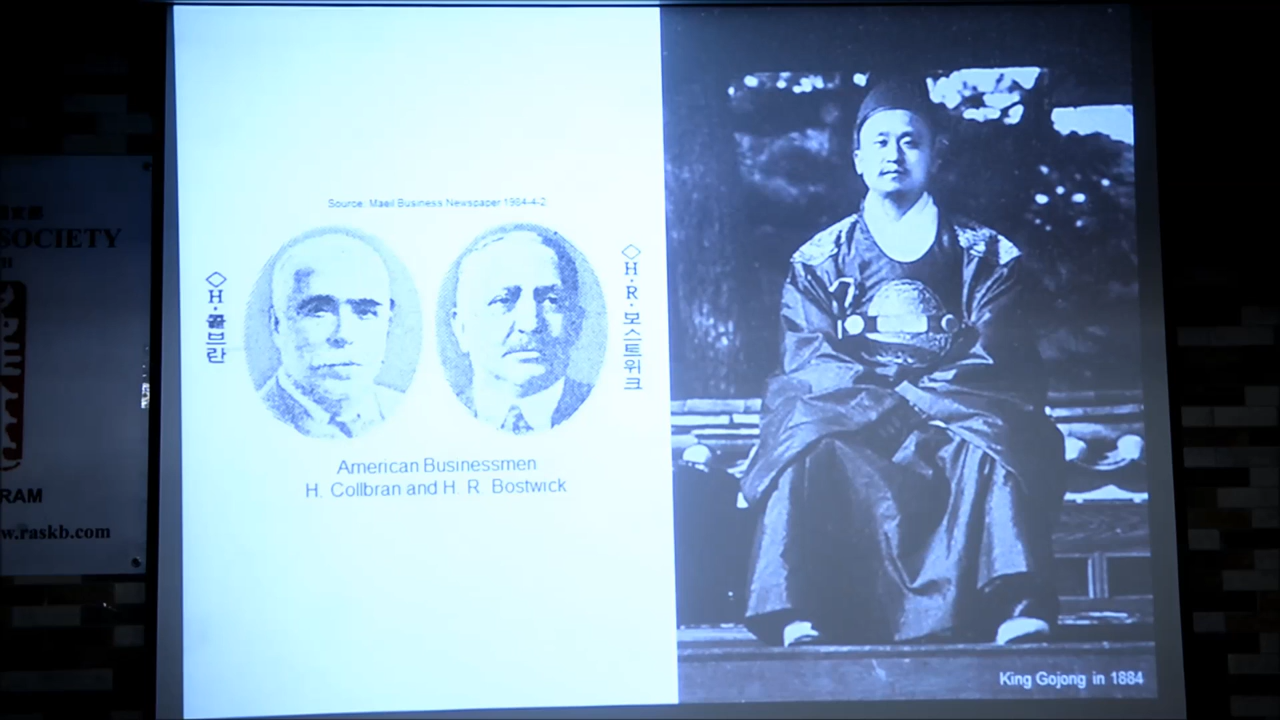 SOCIETY
RAM
w.raskb.com
Source: Maeil Business Newspaper 1984-4-2
◇H·콜브란
◇H·R·보스트위크
American Businessmen
H. Collbran and H. R. Bostwick
King Gojong in 1884